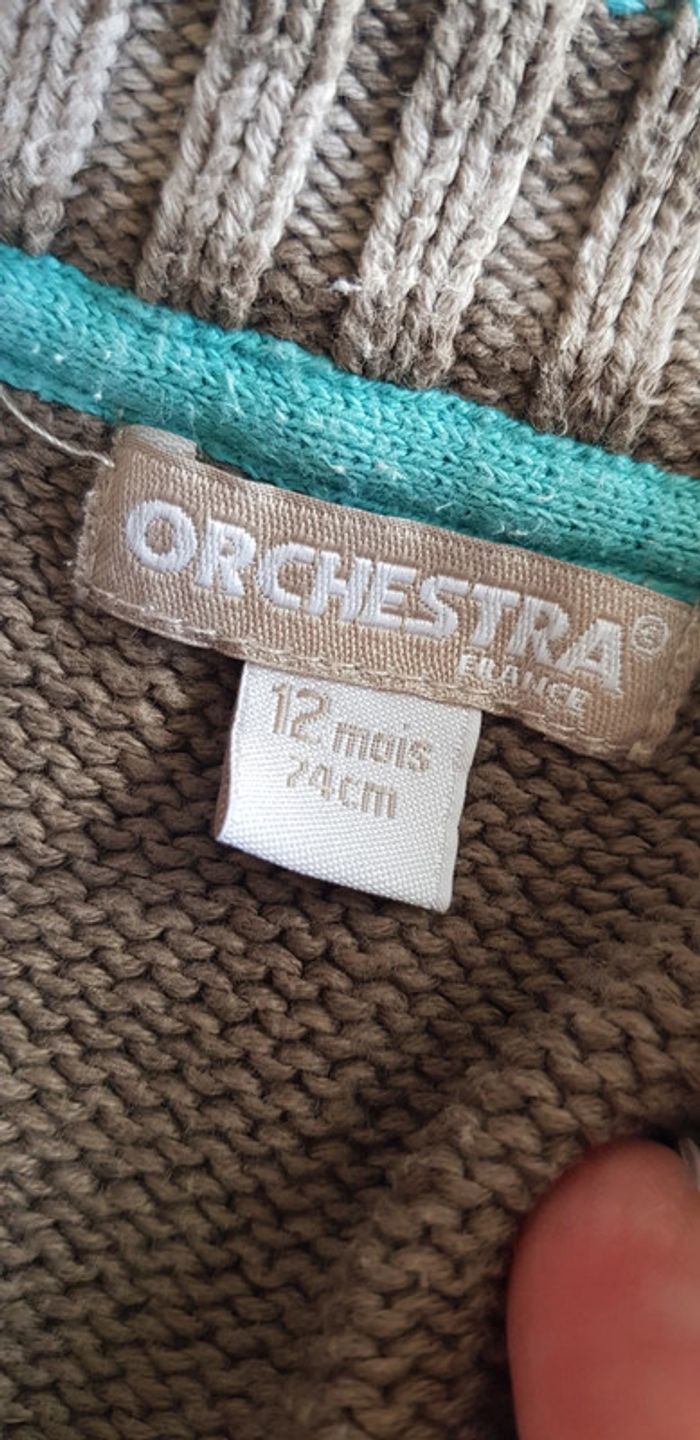 ORCHESTRA®
FRANCE
12 mois
74cm